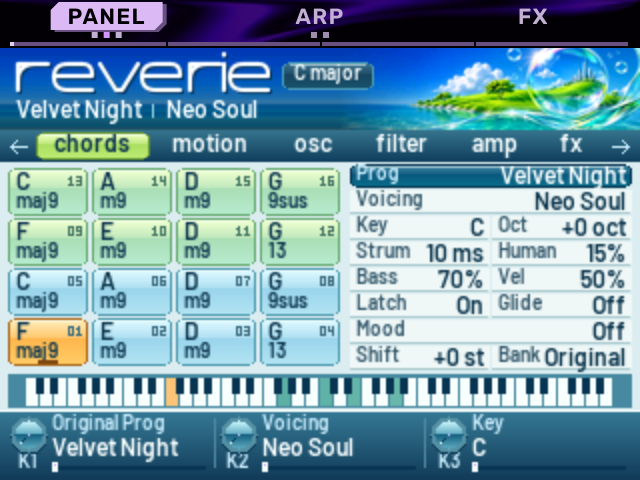 PANEL ARP FX
reverie C major
Velvet Night | Neo Soul
← chords motion osc filter amp fx →
C 13 A 14 D 15 G 16
maj9 m9 m9 9sus
F 09 E 10 D 11 G 12
maj9 m9 m9 13
C 05 A 06 D 07 G 08
maj9 m9 m9 9sus
F 01 E 02 D 03 G 04
maj9 m9 m9 13
Prog Velvet Night
Voicing Neo Soul
Key C Oct +0 oct
Strum 10 ms Human 15%
Bass 70% Vel 50%
Latch On Glide Off
Mood Off
Shift +0 st Bank Original
Original Prog Voicing Key
Velvet Night Neo Soul C
K1 K2 K3